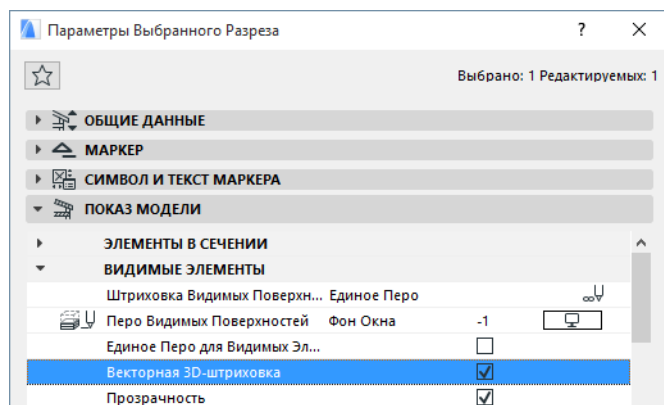 Параметры Выбранного Разреза ?
Выбрано: 1 Редактируемых: 1
ОБЩИЕ ДАННЫЕ
МАРКЕР
СИМВОЛ И ТЕКСТ МАРКЕРА
ПОКАЗ МОДЕЛИ
ЭЛЕМЕНТЫ В СЕЧЕНИИ
ВИДИМЫЕ ЭЛЕМЕНТЫ
Штриховка Видимых Поверхн... Единое Перо
Перо Видимых Поверхностей Фон Окна -1
Единое Перо для Видимых Эл...
Векторная 3D-штриховка
Прозрачность